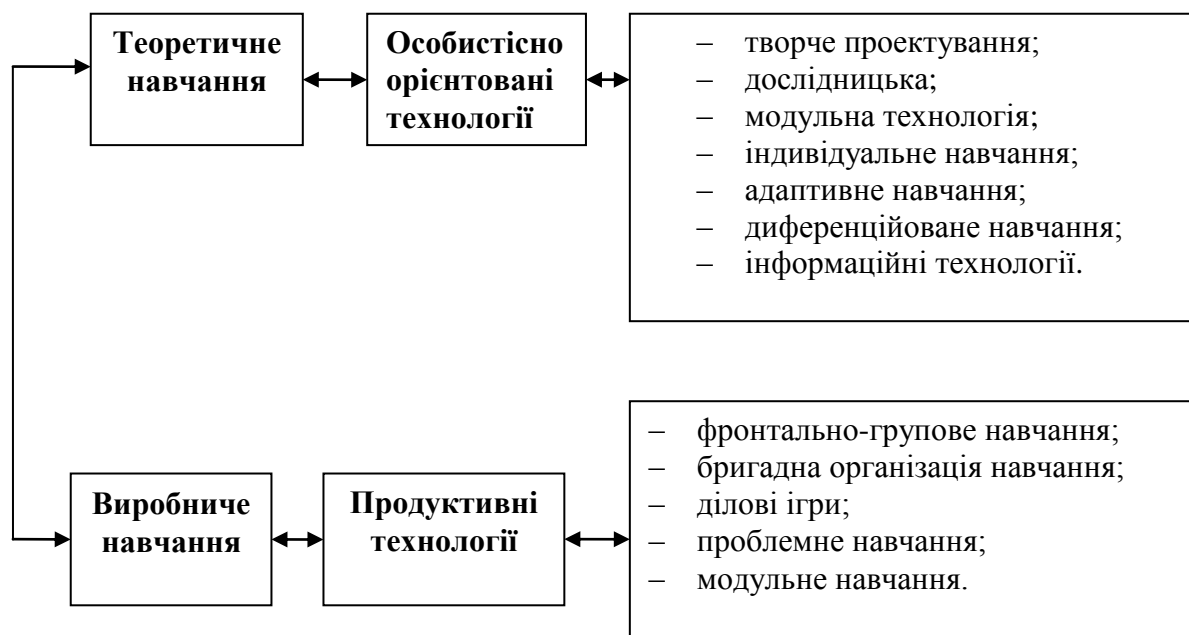 Теоретичне
навчання
Особистісно
орієнтовані
технології
– творче проектування;
– дослідницька;
– модульна технологія;
– індивідуальне навчання;
– адаптивне навчання;
– диференційоване навчання;
– інформаційні технології.
Виробниче
навчання
Продуктивні
технології
– фронтально-групове навчання;
– бригадна організація навчання;
– ділові ігри;
– проблемне навчання;
– модульне навчання.